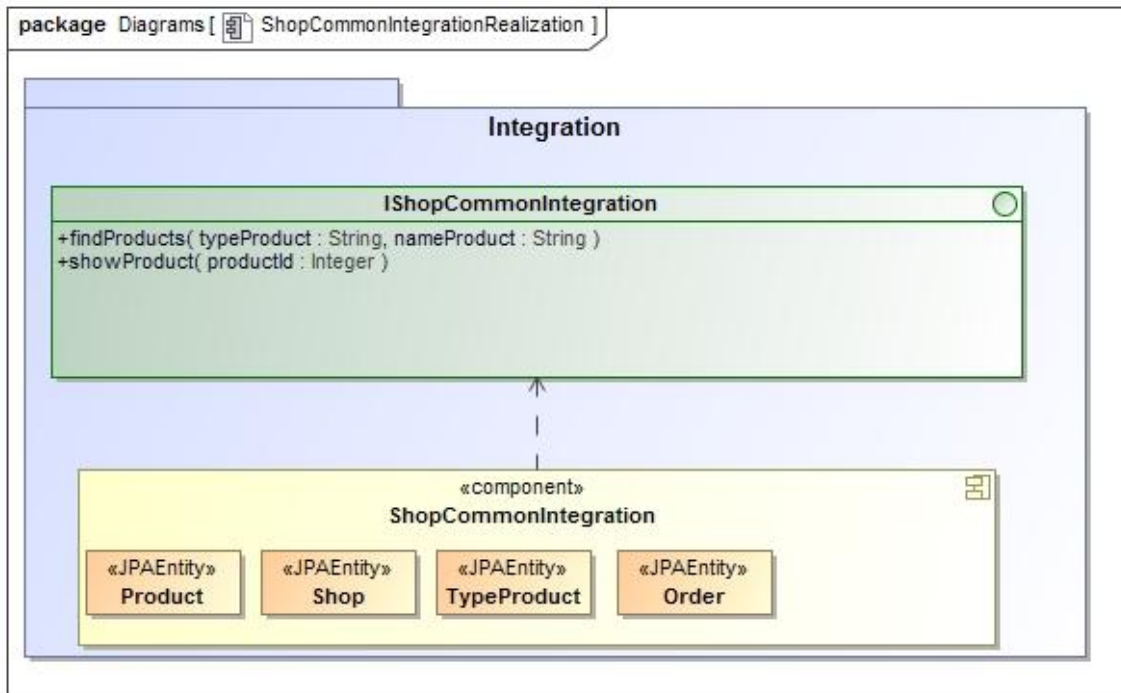 package Diagrams [ ShopCommonIntegrationRealization ]
Integration
IShopCommonIntegration
+findProducts( typeProduct : String, nameProduct : String )
+showProduct( productId : Integer )
«component»
ShopCommonIntegration
«JPAEntity» «JPAEntity» «JPAEntity» «JPAEntity»
Product Shop TypeProduct Order